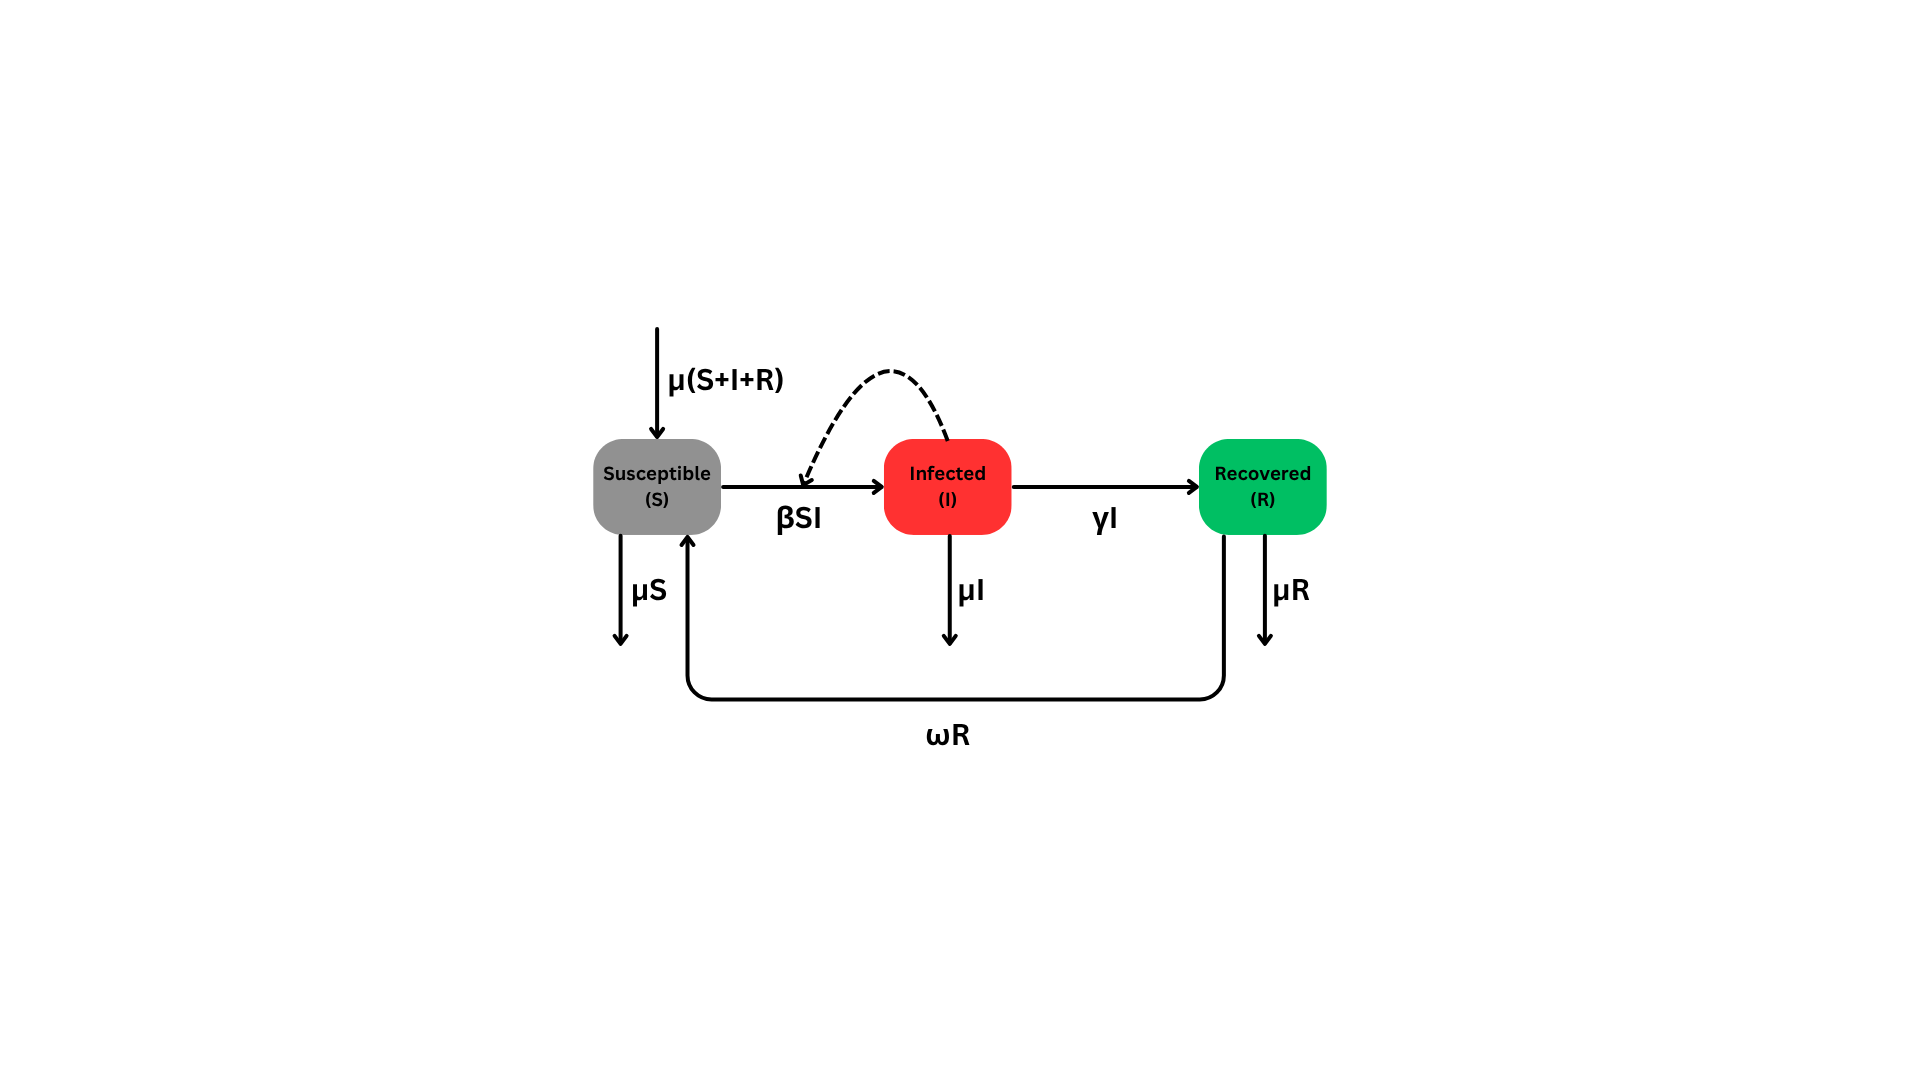 μ(S+I+R)
Susceptible
(S)
βSI
Infected
(I)
γI
Recovered
(R)
μS
μI
μR
ωR